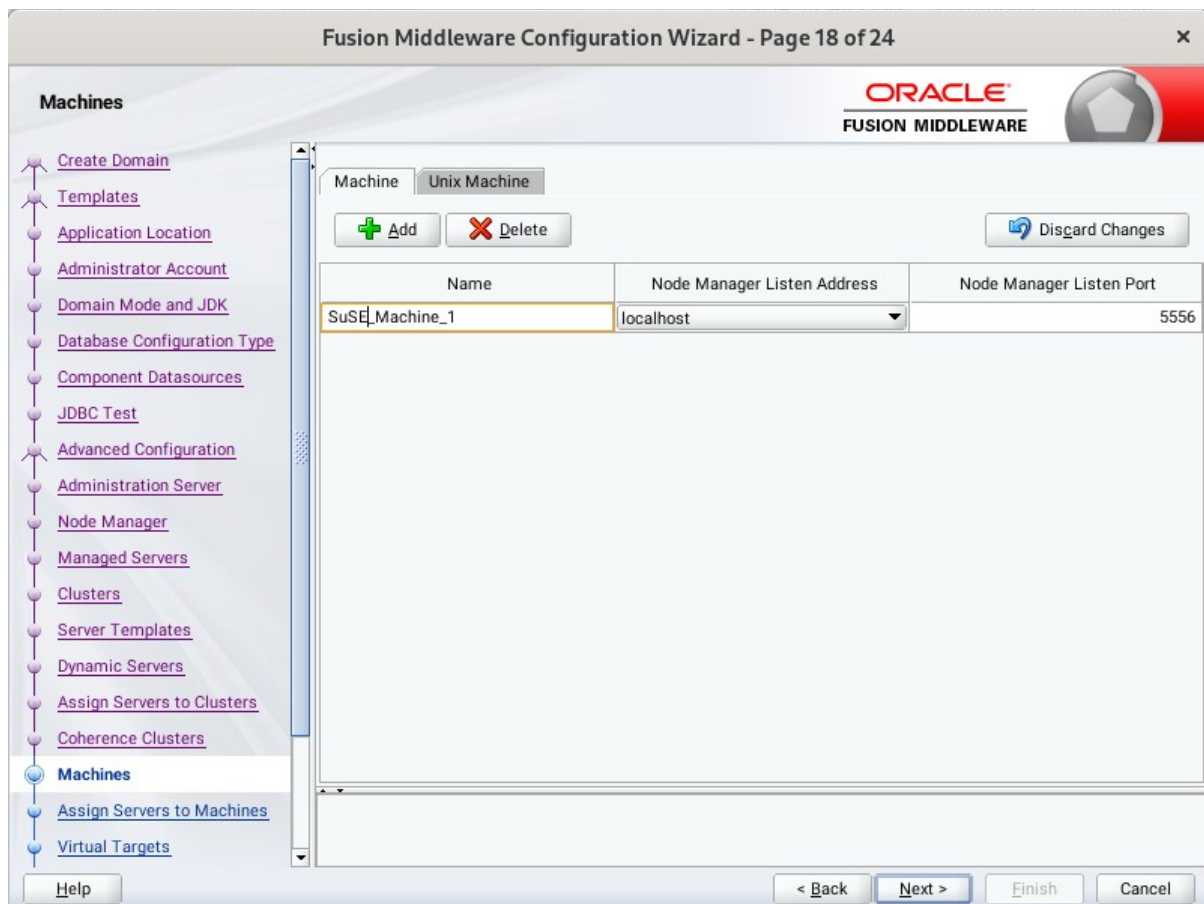 Fusion Middleware Configuration Wizard - Page 18 of 24
Machines
ORACLE
FUSION MIDDLEWARE
Create Domain
Templates
Application Location
Administrator Account
Domain Mode and JDK
Database Configuration Type
Component Datasources
JDBC Test
Advanced Configuration
Administration Server
Node Manager
Managed Servers
Clusters
Server Templates
Dynamic Servers
Assign Servers to Clusters
Coherence Clusters
Machines
Assign Servers to Machines
Virtual Targets
Machine Unix Machine
Add Delete Discard Changes
Name Node Manager Listen Address Node Manager Listen Port
SuSE_Machine_1 localhost 5556
Help < Back Next > Finish Cancel